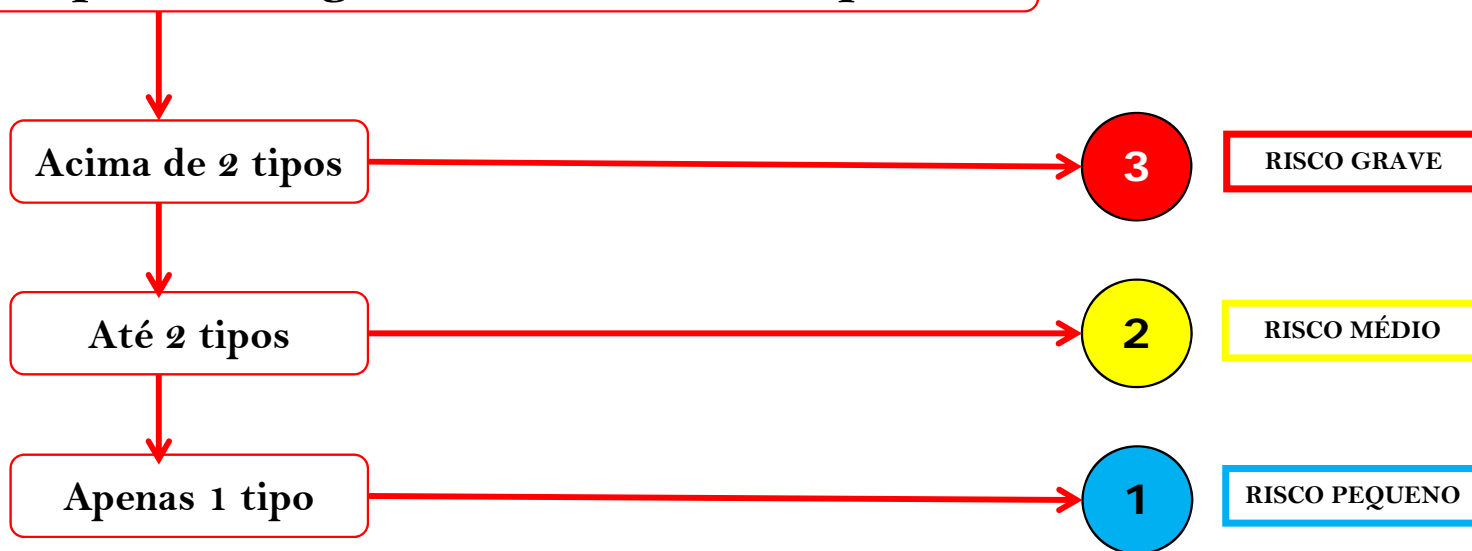 Acima de 2 tipos
3
RISCO GRAVE
Até 2 tipos
2
RISCO MÉDIO
Apenas 1 tipo
1
RISCO PEQUENO